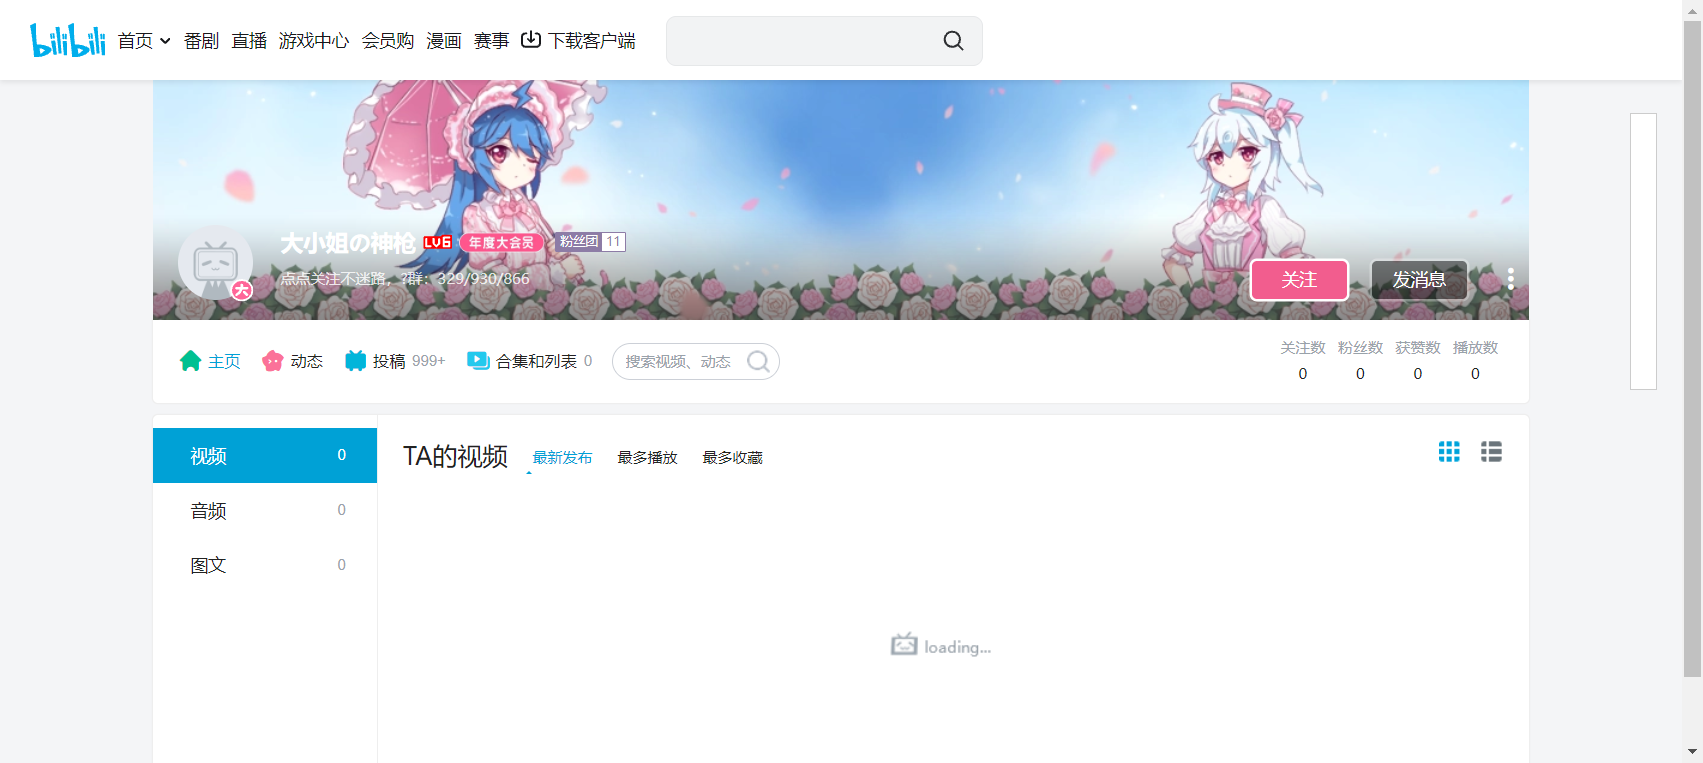 bilibili 首页 番剧 直播 游戏中心 会员购 漫画 赛事 下载客户端
大小姐の神枪 LV6 年度大会员 粉丝团 11
大 点点关注不迷路，?群：329/930/866
关注 发消息
主页 动态 投稿 999+ 合集和列表 0 搜索视频、动态
关注数 粉丝数 获赞数 播放数
0 0 0 0
视频 0
音频 0
图文 0
TA的视频 最新发布 最多播放 最多收藏
loading...